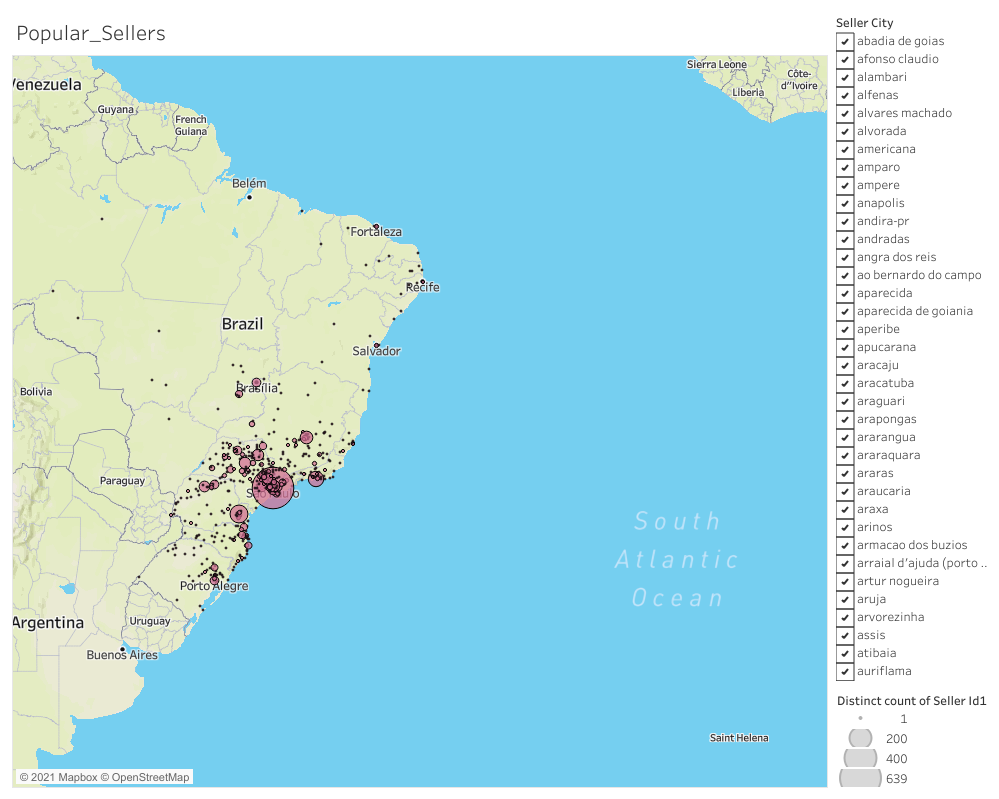 Popular_Sellers
Venezuela
Guyana
French
Guiana
Sierra Leone
Liberia
Côte-
d"Ivoire
Belém
Fortaleza
Recife
Brazil
Salvador
Brasília
Bolivia
Paraguay
São Paulo
Porto Alegre
Argentina
Uruguay
Buenos Aires
South
Atlantic
Ocean
Saint Helena
© 2021 Mapbox © OpenStreetMap
Seller City
abadia de goias
afonso claudio
alambari
alfenas
alvares machado
alvorada
americana
amparo
ampere
anapolis
andira-pr
andradas
angra dos reis
ao bernardo do campo
aparecida
aparecida de goiania
aperibe
apucarana
aracaju
aracatuba
araguari
arapongas
ararangua
araraquara
araras
araucaria
araxa
arinos
armacao dos buzios
arraial d'ajuda (porto ..
artur nogueira
aruja
arvorezinha
assis
atibaia
auriflama
Distinct count of Seller Id1
1
200
400
639